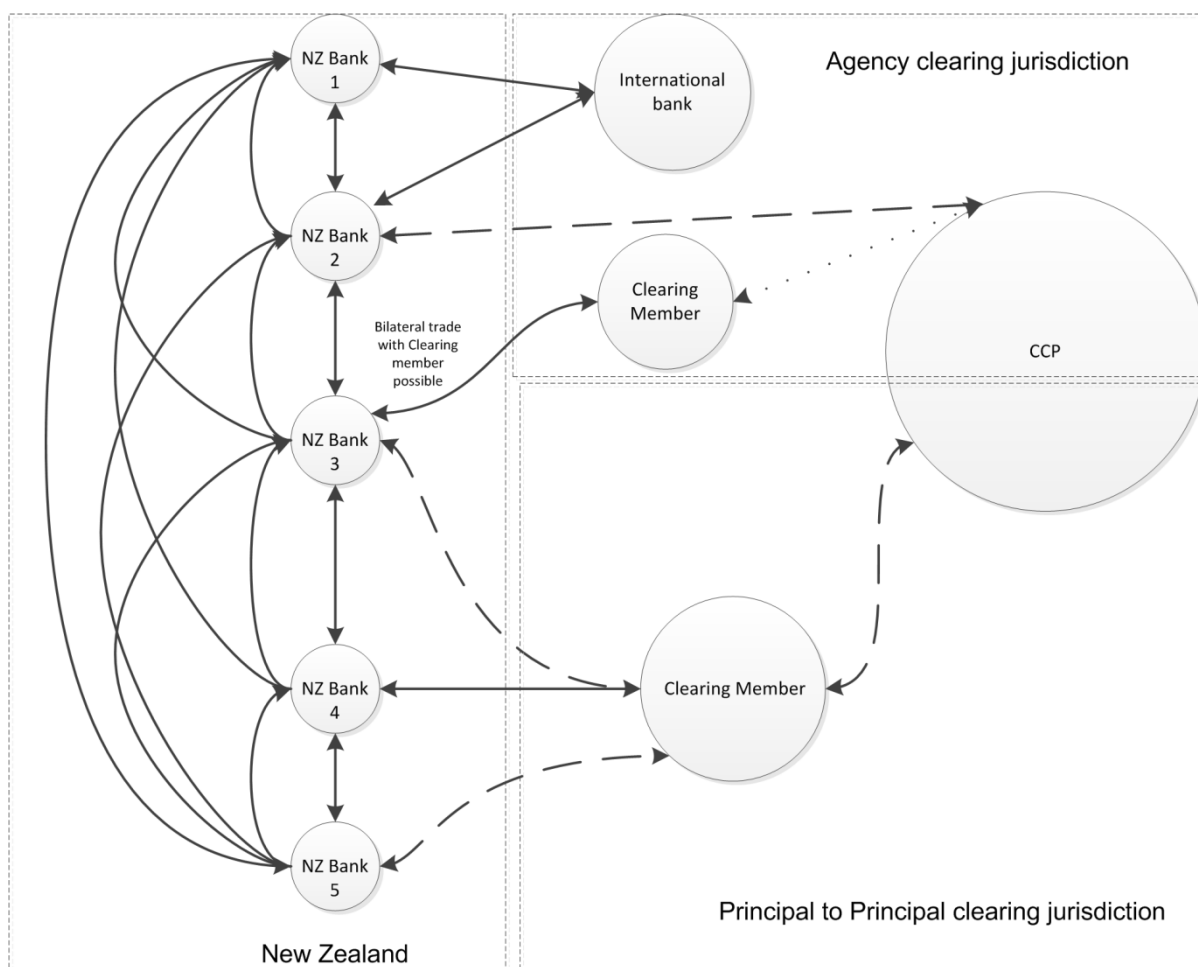 NZ Bank
1
International
bank
Agency clearing jurisdiction
NZ Bank
2
Clearing
Member
Bilateral trade
with Clearing
member
possible
CCP
NZ Bank
3
NZ Bank
4
Clearing Member
NZ Bank
5
New Zealand
Principal to Principal clearing jurisdiction